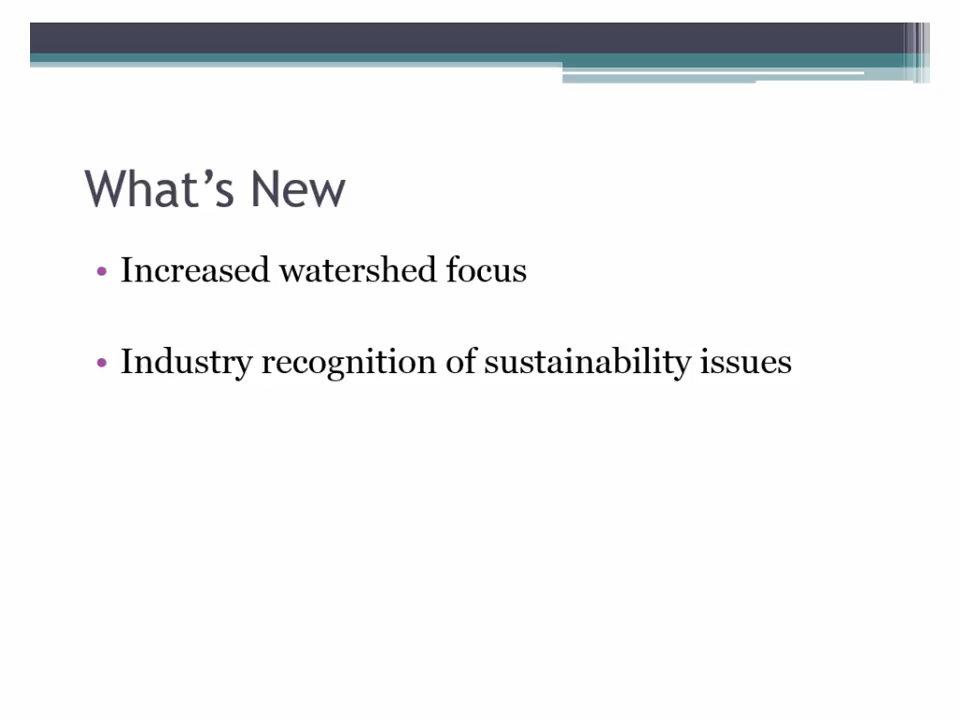 What’s New
• Increased watershed focus
• Industry recognition of sustainability issues